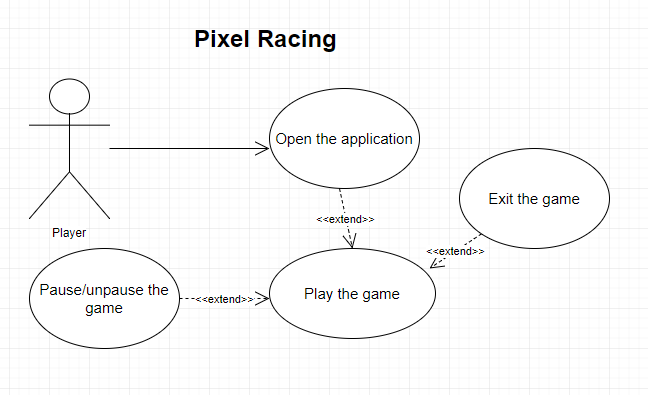 Pixel Racing
Open the application
Exit the game
<<extend>>
Player
<<extend>>
Pause/unpause the
game
<<extend>>
Play the game